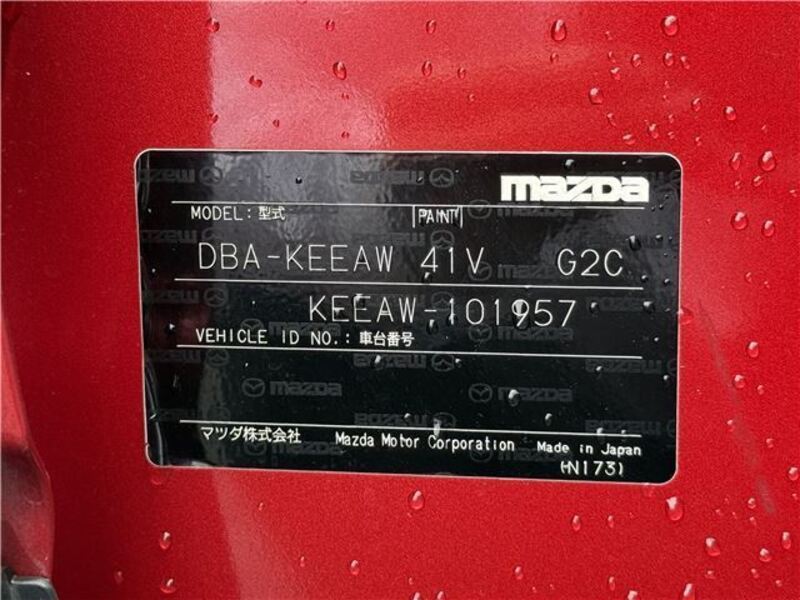 mazda
MODEL:型式 PAINT
DBA-KEEAW 41V G2C
KEEAW-101957
VEHICLE ID NO.:車台番号
マツダ株式会社 Mazda Motor Corporation Made in Japan
(N173)